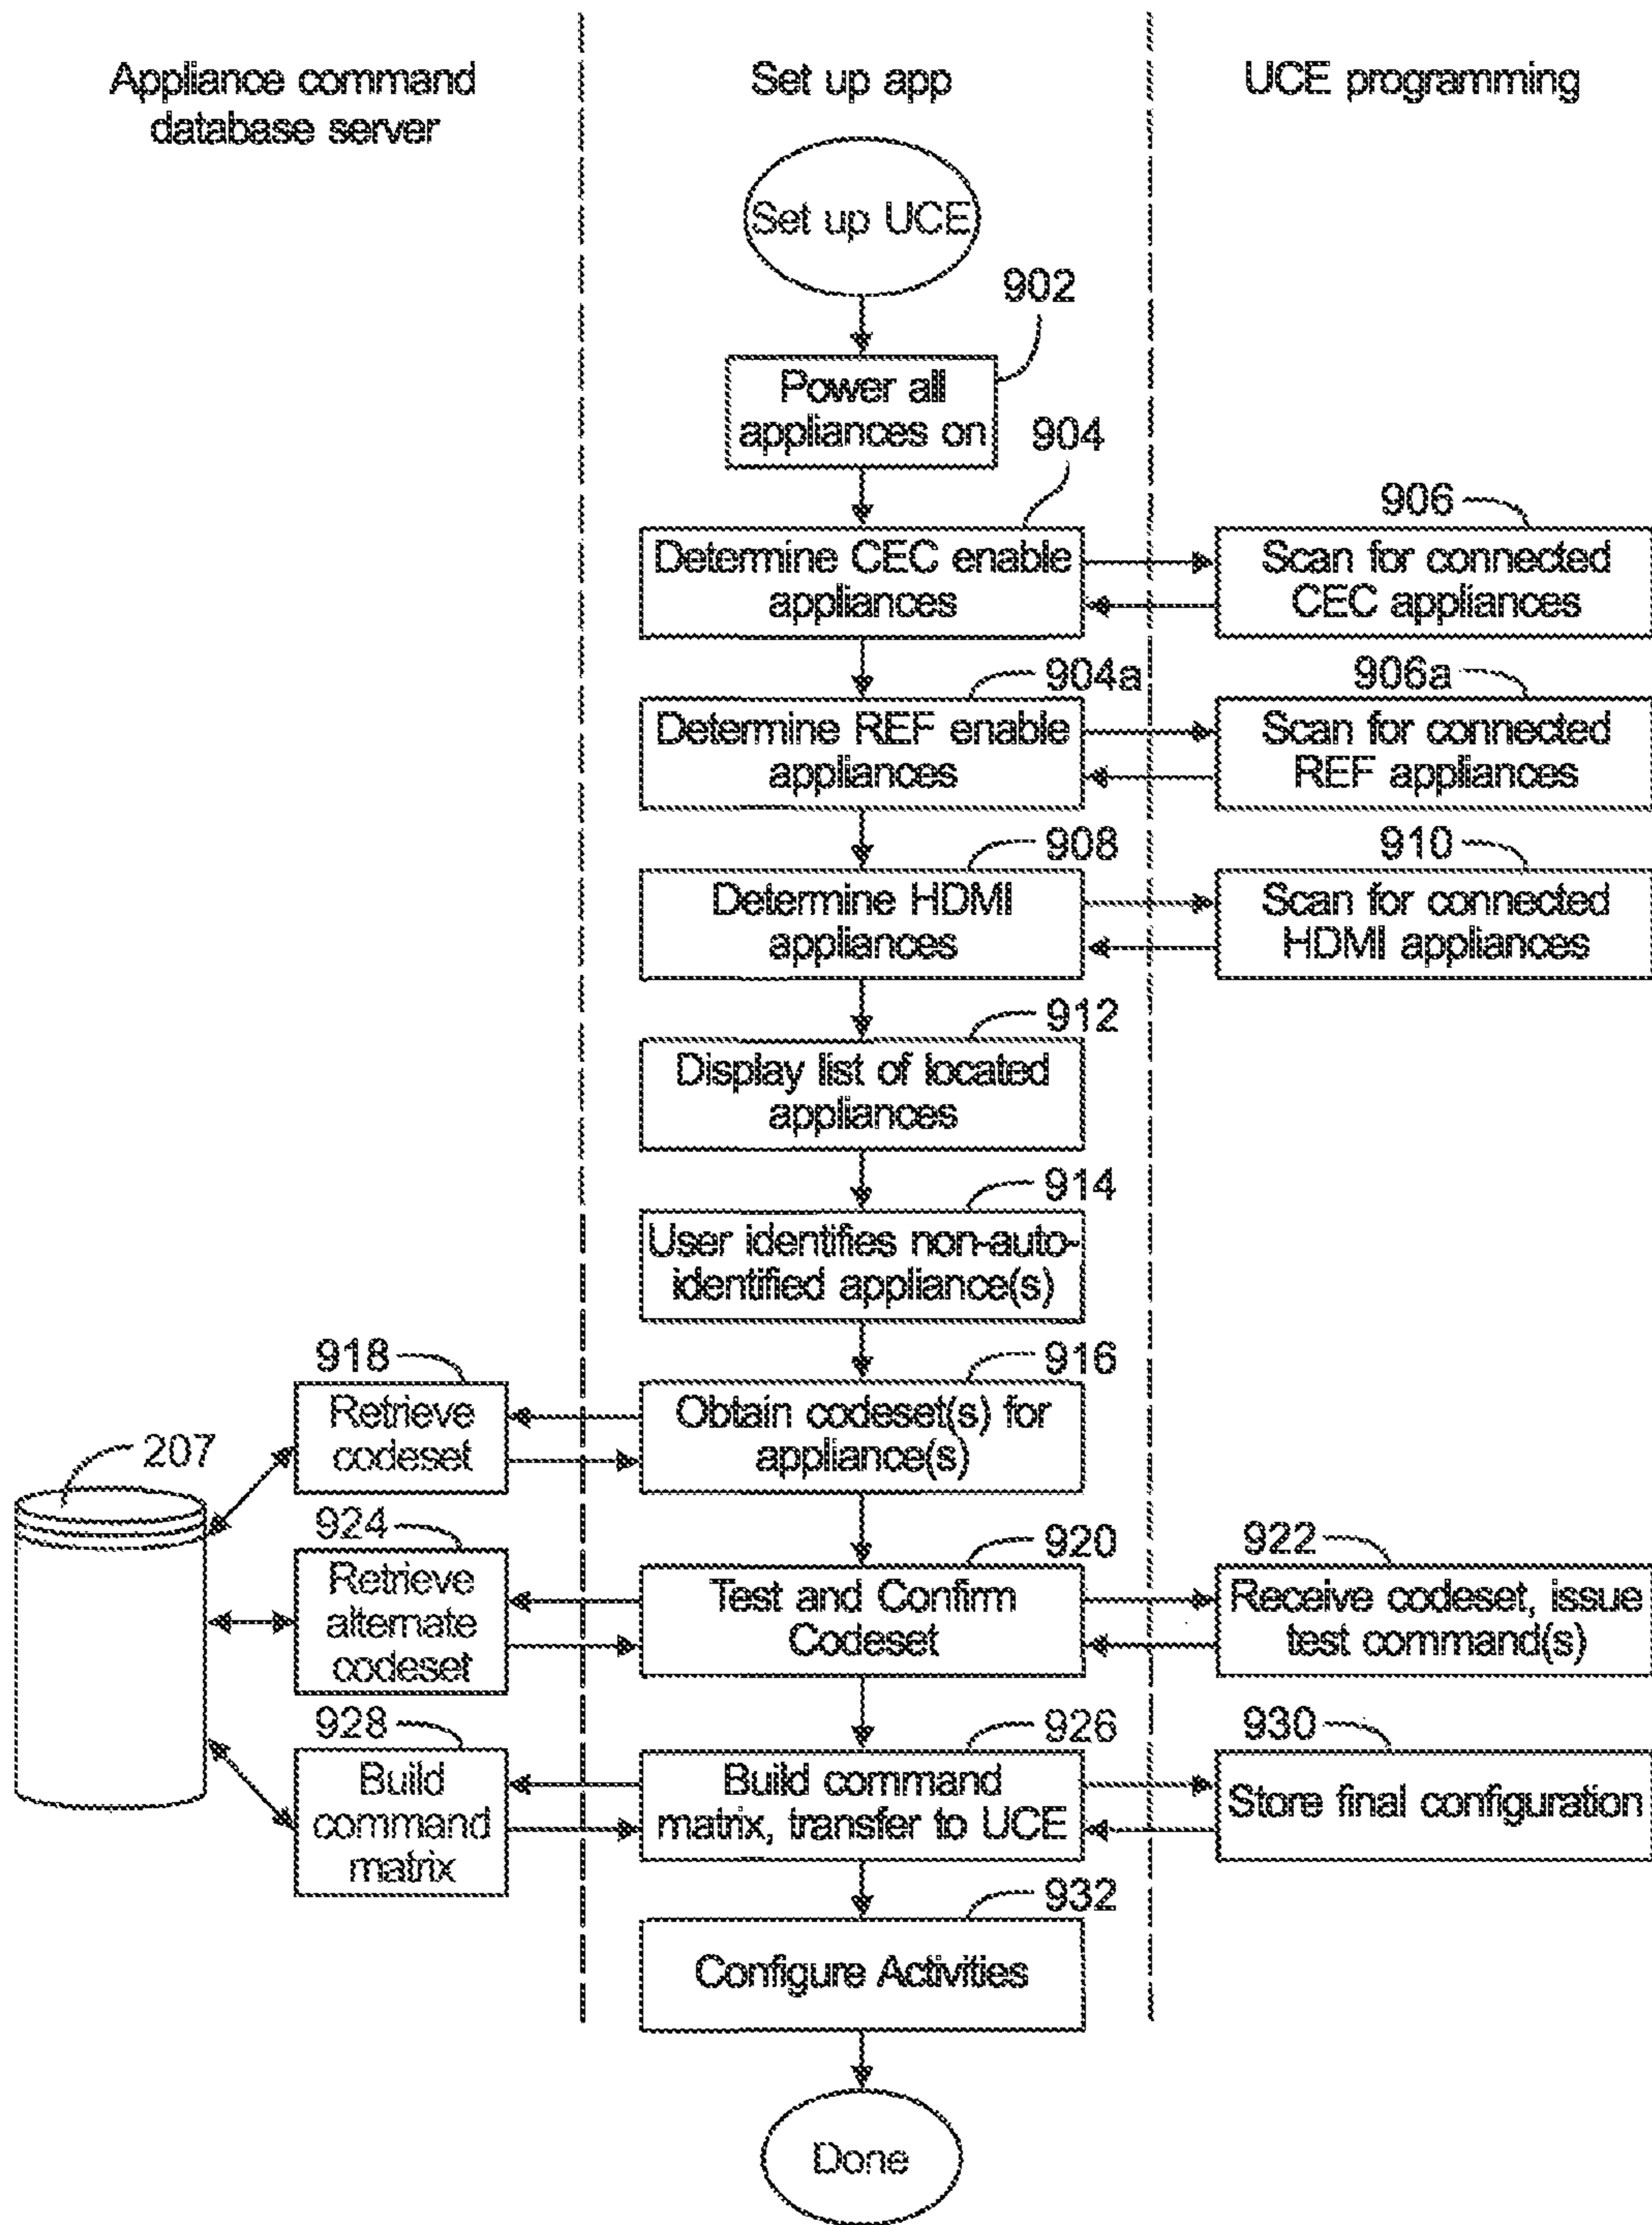 Appliance command
database server
Set up app
UCE programming
Set up UCE
902
Power all
appliances on
904
Determine CEC enable
appliances
906
Scan for connected
CEC appliances
904a
Determine REF enable
appliances
906a
Scan for connected
REF appliances
908
Determine HDMI
appliances
910
Scan for connected
HDMI appliances
912
Display list of located
appliances
914
User identifies non-auto-
identified appliance(s)
918
Retrieve
codeset
916
Obtain codeset(s) for
appliance(s)
207
924
Retrieve
alternate
codeset
920
Test and Confirm
Codeset
922
Receive codeset, issue
test command(s)
928
Build
command
matrix
926
Build command
matrix, transfer to UCE
930
Store final configuration
932
Configure Activities
Done